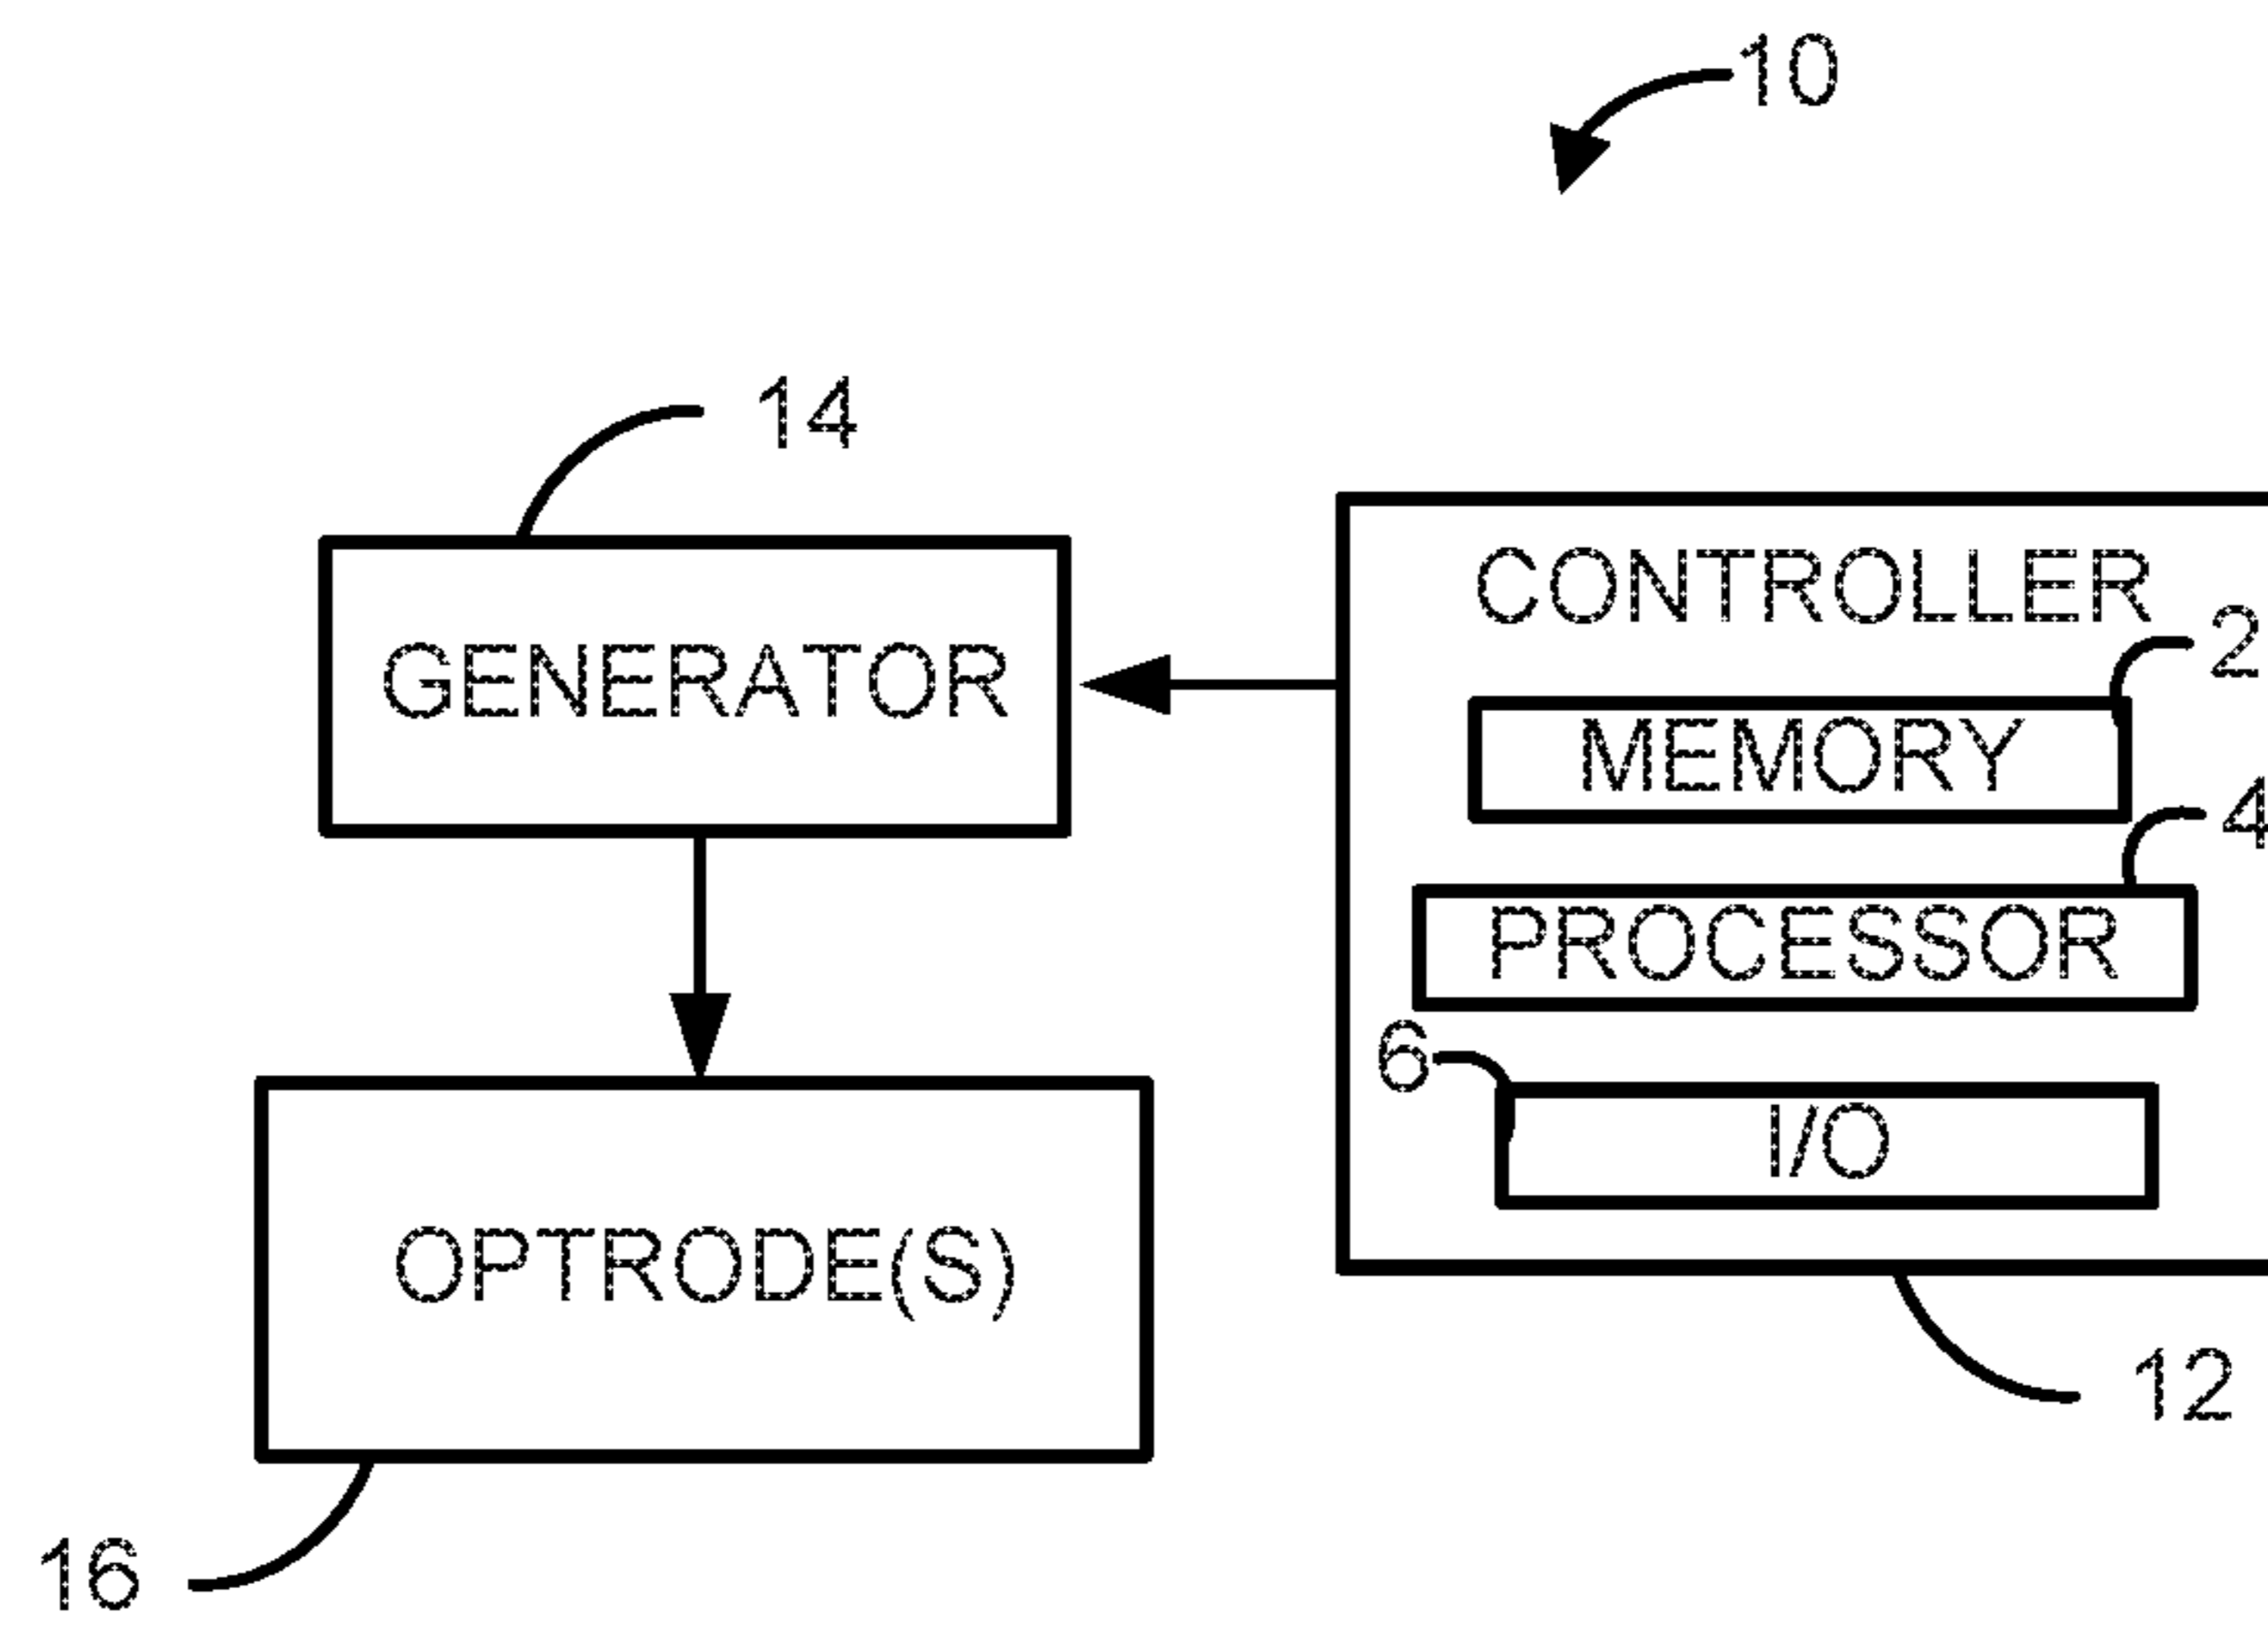 10
14
GENERATOR
CONTROLLER
2
MEMORY
4
PROCESSOR
6
I/O
OPTRODE(S)
12
16